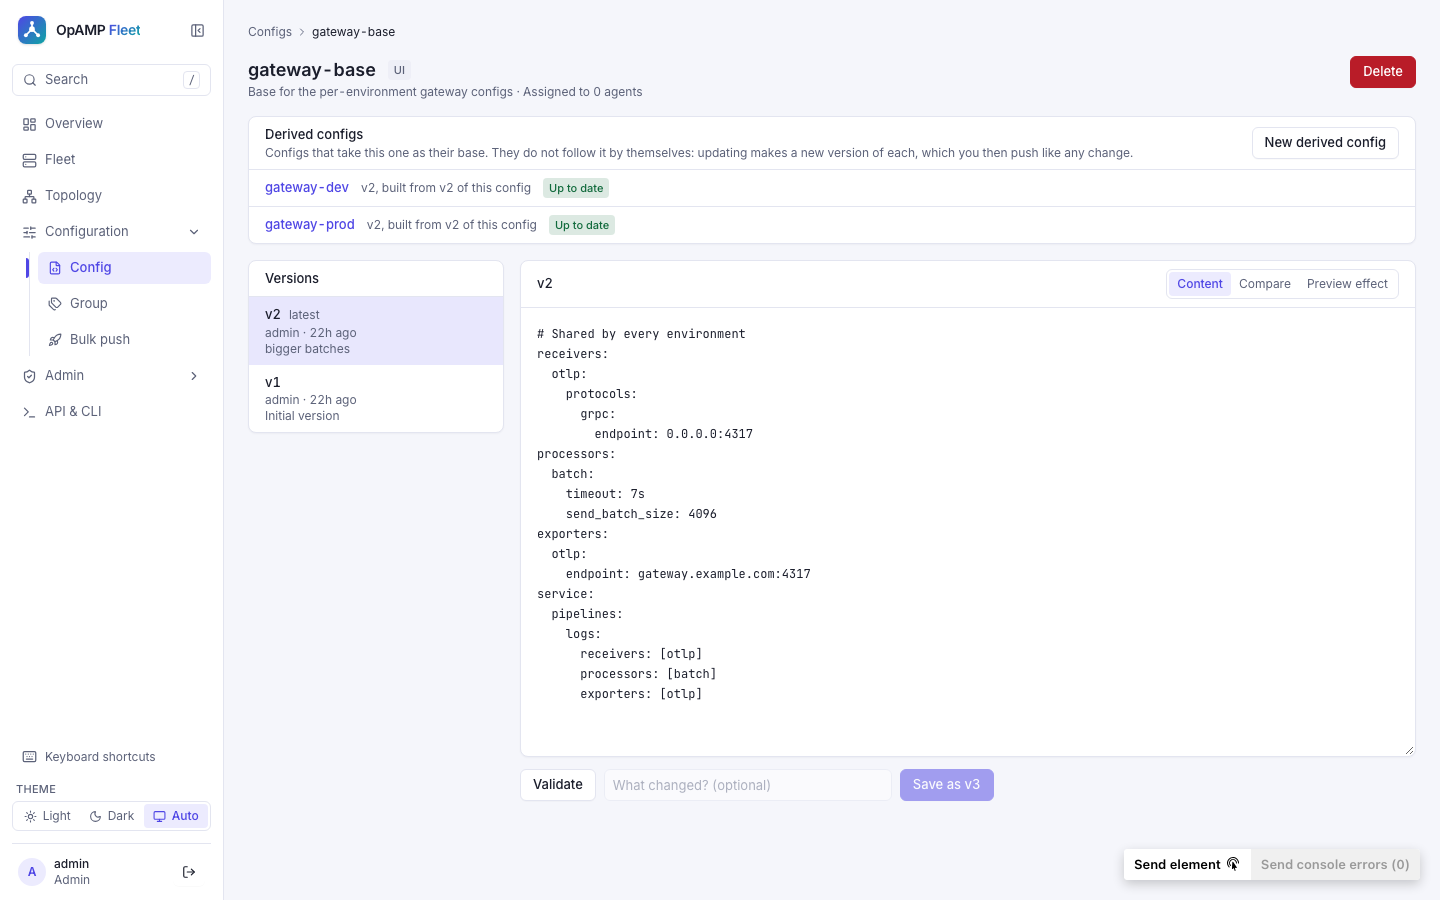 OpAMP Fleet
Search /
Overview
Fleet
Topology
Configuration
Config
Group
Bulk push
Admin
API & CLI
Keyboard shortcuts
THEME
Light Dark Auto
A
admin
Admin
Configs > gateway-base
gateway-base UI
Base for the per-environment gateway configs · Assigned to 0 agents
Delete
Derived configs
Configs that take this one as their base. They do not follow it by themselves: updating makes a new version of each, which you then push like any change.
New derived config
gateway-dev v2, built from v2 of this config Up to date
gateway-prod v2, built from v2 of this config Up to date
Versions
v2 latest
admin · 22h ago
bigger batches
v1
admin · 22h ago
Initial version
v2
Content Compare Preview effect
# Shared by every environment
receivers:
  otlp:
    protocols:
      grpc:
        endpoint: 0.0.0.0:4317
processors:
  batch:
    timeout: 7s
    send_batch_size: 4096
exporters:
  otlp:
    endpoint: gateway.example.com:4317
service:
  pipelines:
    logs:
      receivers: [otlp]
      processors: [batch]
      exporters: [otlp]
Validate What changed? (optional) Save as v3
Send element Send console errors (0)